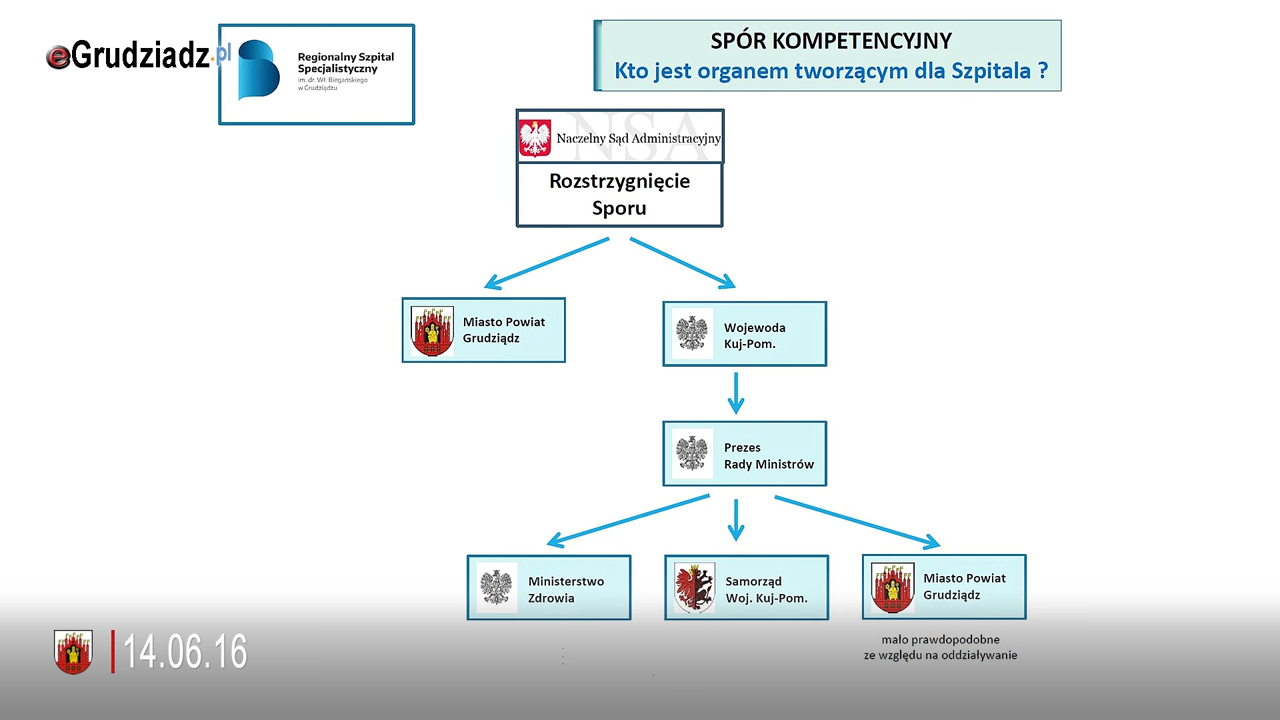 eGrudziadz.pl
Regionalny Szpital
Specjalistyczny
im. dr. Wł. Biegańskiego
w Grudziądzu
SPÓR KOMPETENCYJNY
Kto jest organem tworzącym dla Szpitala ?
NSA
Naczelny Sąd Administracyjny
Rozstrzygnięcie
Sporu
Miasto Powiat
Grudziądz
Wojewoda
Kuj-Pom.
Prezes
Rady Ministrów
Ministerstwo
Zdrowia
Samorząd
Woj. Kuj-Pom.
Miasto Powiat
Grudziądz
mało prawdopodobne
ze względu na oddziaływanie
14.06.16